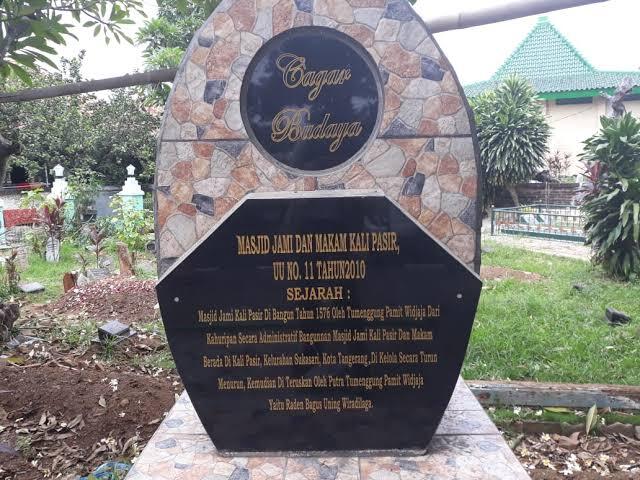 Cagar
Budaya
MASJID JAMI DAN MAKAM KALI PASIR,
UU NO. 11 TAHUN2010
SEJARAH :
Masjid Jami Kali Pasir Di Bangun Tahun 1576 Oleh Tumenggung Pamit Widjaja Dari
Kahuripan Secara Administratif Bangunnan Masjid Jami Kali Pasir Dan Makam
Berada Di Kali Pasir, Kelurahan Sukasari, Kota Tangerang,,Di Kelola Secara Turun
Menurun, Kemudian Di Teruskan Oleh Putra Tumenggung Pamit Widjaja
Yaitu Raden Bagus Uning Wiradilaga.